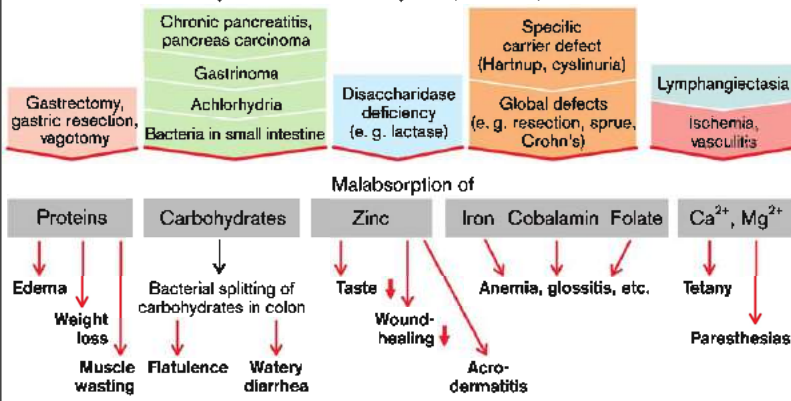 Chronic pancreatitis,
pancreas carcinoma
Gastrinoma
Achlorhydria
Bacteria in small intestine
Gastrectomy,
gastric resection,
vagotomy
Disaccharidase
deficiency
(e. g. lactase)
Specific
carrier defect
(Hartnup, cyslinuria)
Global defects
(e. g. resection, sprue,
Crohn's)
Lymphangiectasia
Ischemia,
vasculitis
Malabsorption of
Proteins
Carbohydrates
Zinc
Iron Cobalamin Folate
Ca²⁺, Mg²⁺
Edema
Weight
loss
Muscle
wasting
Bacterial splitting of
carbohydrates in colon
Flatulence
Watery
diarrhea
Taste
Wound-
healing
Acro-
dermatitis
Anemia, glossitis, etc.
Tetany
Paresthesias